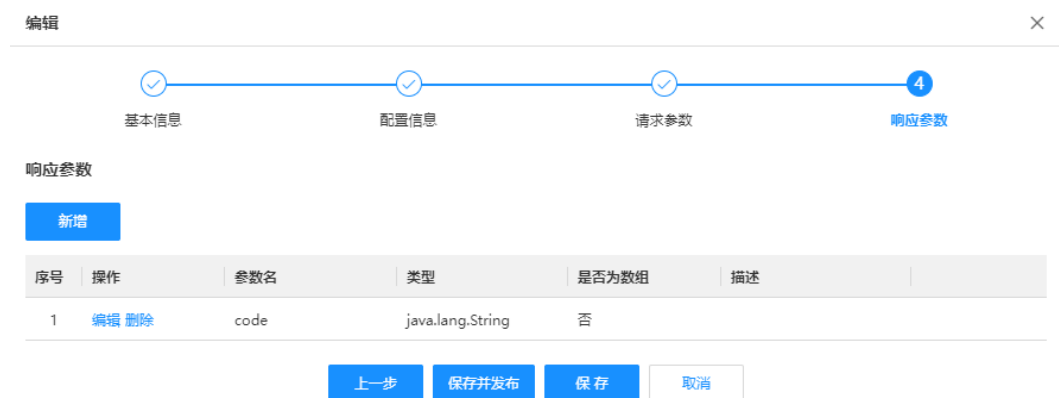 编辑
4
基本信息 配置信息 请求参数 响应参数
响应参数
新增
序号 操作 参数名 类型 是否为数组 描述
1 编辑 删除 code java.lang.String 否
上一步 保存并发布 保 存 取消